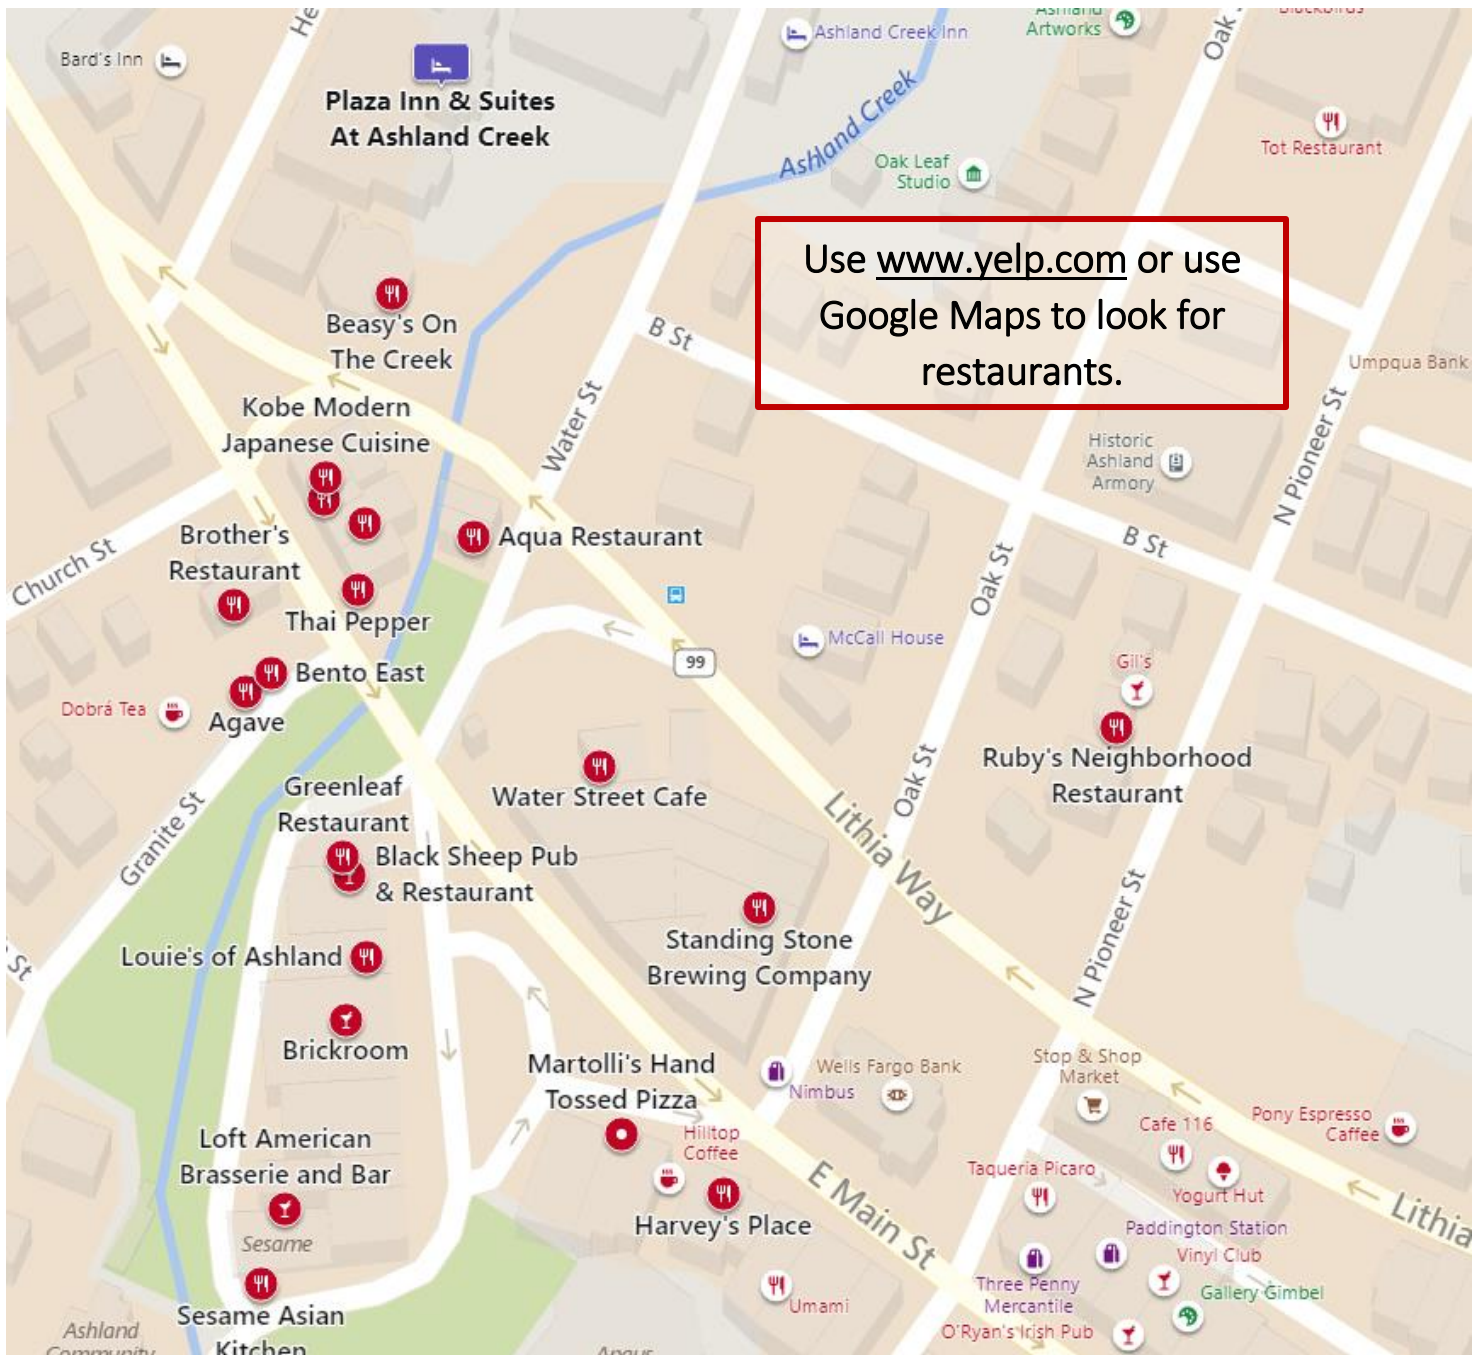 Bard's Inn
He
Plaza Inn & Suites
At Ashland Creek
Ashland Creek Inn
Ashland
Artworks
Oak S
Blackbirds
Tot Restaurant
Ashland Creek
Oak Leaf
Studio
Use www.yelp.com or use
Google Maps to look for
restaurants.
Beasy's On
The Creek
B St
Umpqua Bank
Kobe Modern
Japanese Cuisine
Water St
Historic
Ashland
Armory
N Pioneer St
Brother's
Restaurant
Aqua Restaurant
B St
Church St
Oak St
Thai Pepper
McCall House
99
Gil's
Bento East
Dobrá Tea
Agave
Ruby's Neighborhood
Restaurant
Greenleaf
Restaurant
Water Street Cafe
Oak St
Granite St
Lithia Way
Black Sheep Pub
& Restaurant
Standing Stone
Brewing Company
N Pioneer St
Louie's of Ashland
St
Brickroom
Martolli's Hand
Tossed Pizza
Nimbus
Wells Fargo Bank
Stop & Shop
Market
Cafe 116
Pony Espresso
Caffee
Loft American
Brasserie and Bar
Hilltop
Coffee
Taqueria Picaro
Yogurt Hut
E Main St
Lithia
Harvey's Place
Sesame
Paddington Station
Vinyl Club
Three Penny
Mercantile
Gallery Gimbel
Umami
Sesame Asian
Kitchen
O'Ryan's Irish Pub
Ashland
Community
Angus